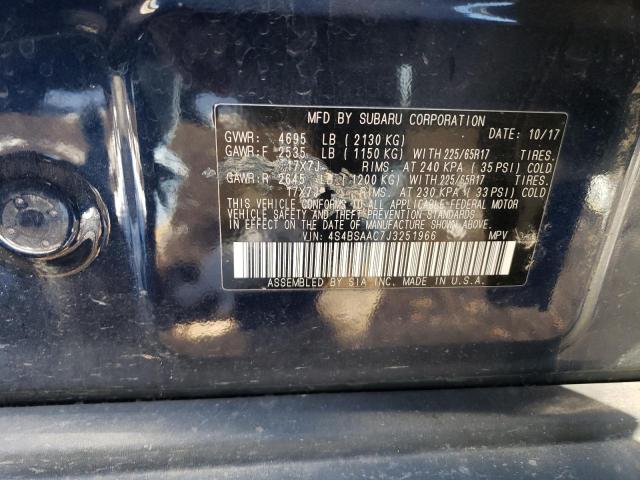 MFD BY SUBARU CORPORATION
GVWR: 4695 LB ( 2130 KG) DATE: 10/17
GAWR:F 2535 LB ( 1150 KG) WITH 225/65R17 TIRES.
17X7J RIMS. AT 240 KPA ( 35 PSI) COLD
GAWR:R 2645 LB ( 1200 KG) WITH 225/65R17 TIRES.
17X7J RIMS. AT 230 KPA ( 33 PSI) COLD
THIS VEHICLE CONFORMS TO ALL APPLICABLE FEDERAL MOTOR
VEHICLE SAFETY AND THEFT PREVENTION STANDARDS
IN EFFECT ON THE DATE OF MANUFACTURE SHOWN ABOVE.
VIN: 4S4BSAAC7J3251966 MPV
ASSEMBLED BY SIA INC. MADE IN U.S.A.